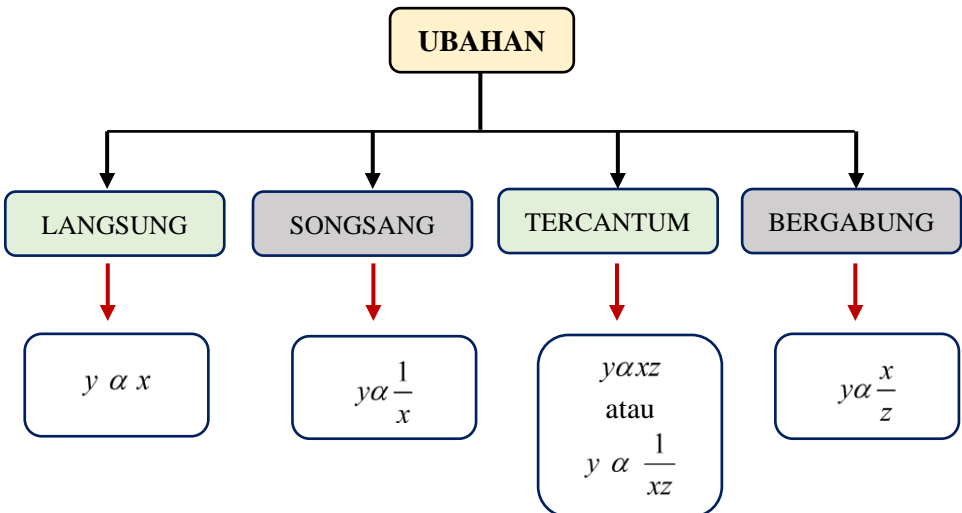 UBAHAN
LANGSUNG
SONGSANG
TERCANTUM
BERGABUNG
y α x
yα 1/x
yαxz
atau
y α 1/xz
yα x/z